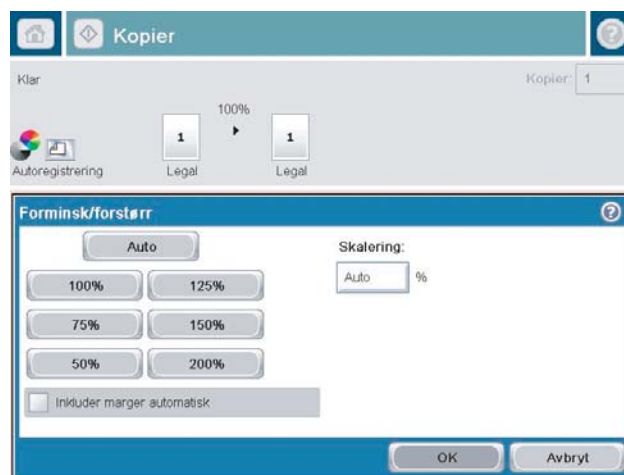 Kopier
?
Klar
Kopier: 1
100%
1 1
Autoregistrering Legal Legal
Forminsk/forstørr
?
Auto Skalering:
Auto %
100% 125%
75% 150%
50% 200%
Inkluder marger automatisk
OK Avbryt